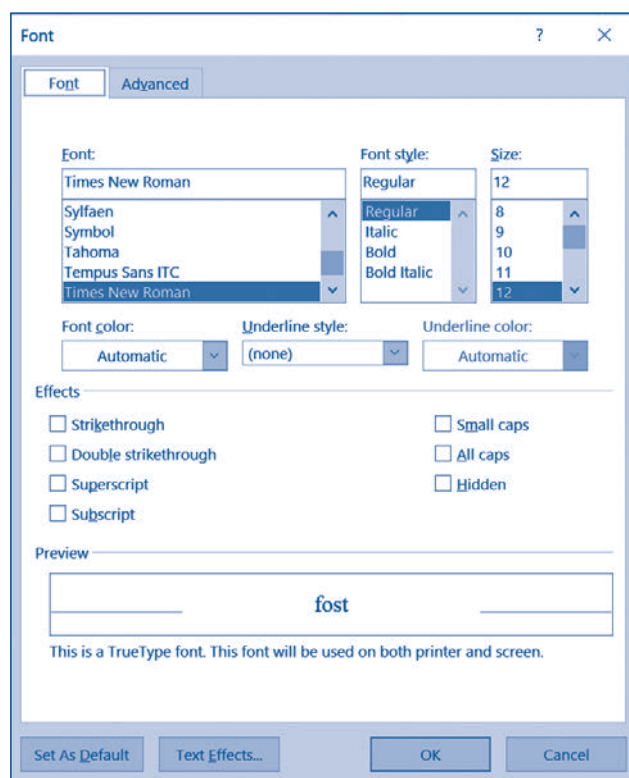 Font ? ×
Font Advanced
Font: Font style: Size:
Times New Roman Regular 12
Sylfaen Regular 8
Symbol Italic 9
Tahoma Bold 10
Tempus Sans ITC Bold Italic 11
Times New Roman 12
Font color: Underline style: Underline color:
Automatic (none) Automatic
Effects
Strikethrough Small caps
Double strikethrough All caps
Superscript Hidden
Subscript
Preview
fost
This is a TrueType font. This font will be used on both printer and screen.
Set As Default Text Effects... OK Cancel